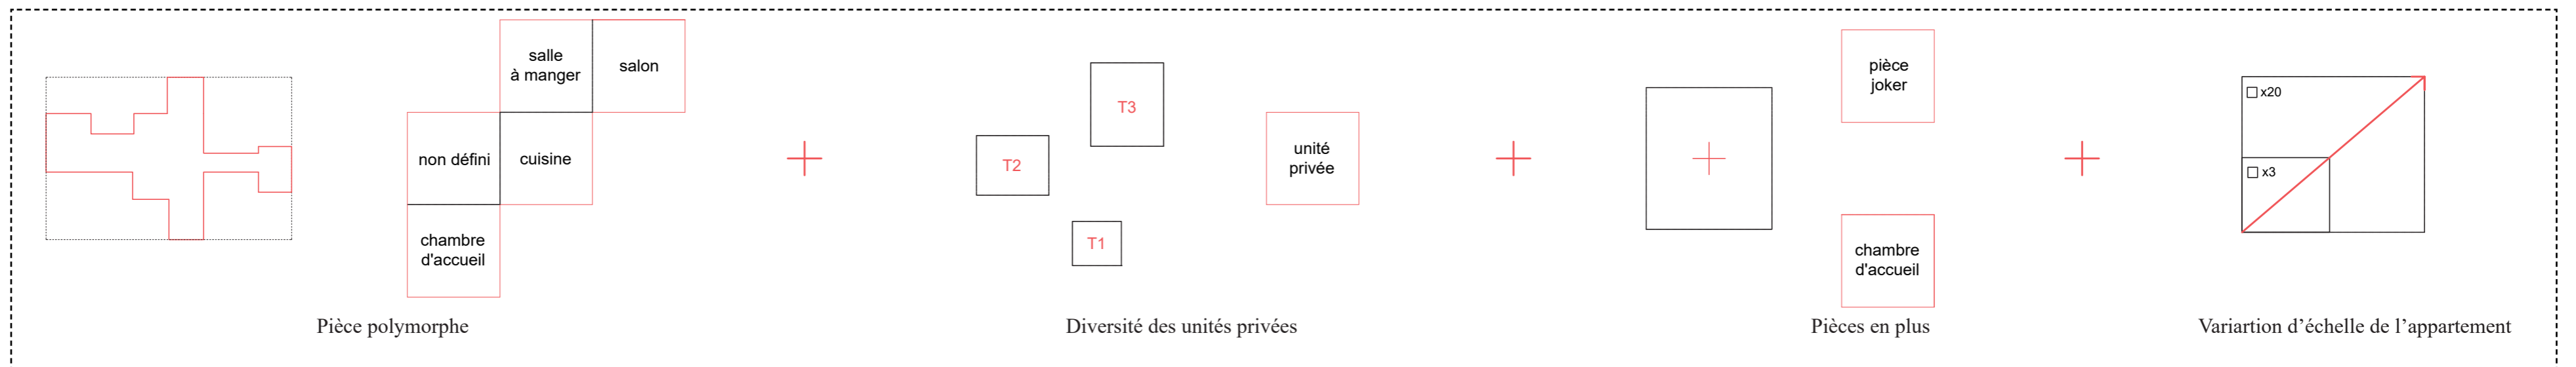 salle
à manger
salon
non défini
cuisine
chambre
d'accueil
Pièce polymorphe
T3
T2
T1
unité
privée
Diversité des unités privées
pièce
joker
chambre
d'accueil
Pièces en plus
x20
x3
Variartion d’échelle de l’appartement